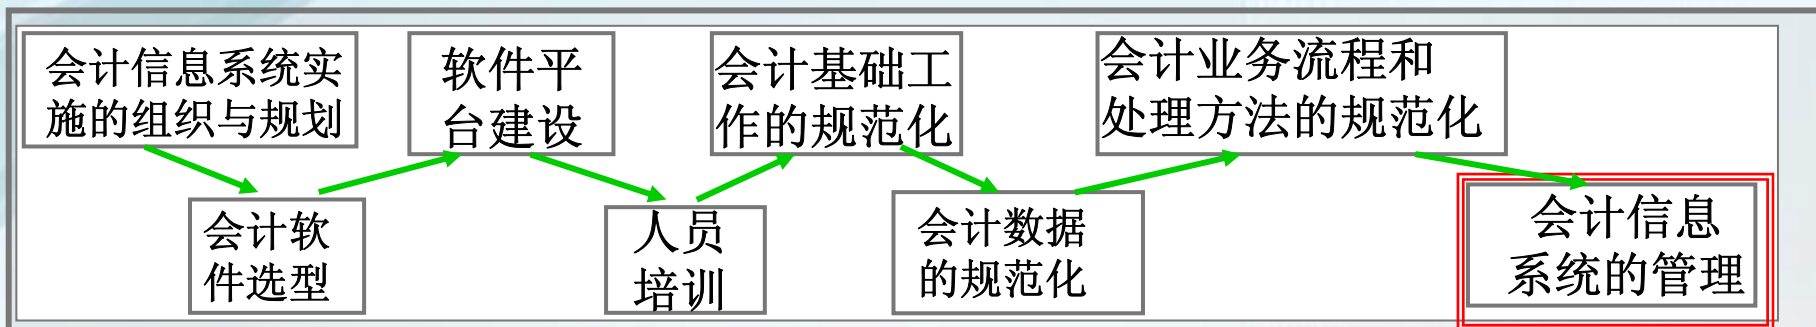 会计信息系统实
施的组织与规划
会计软
件选型
软件平
台建设
人员
培训
会计基础工
作的规范化
会计数据
的规范化
会计业务流程和
处理方法的规范化
会计信息
系统的管理